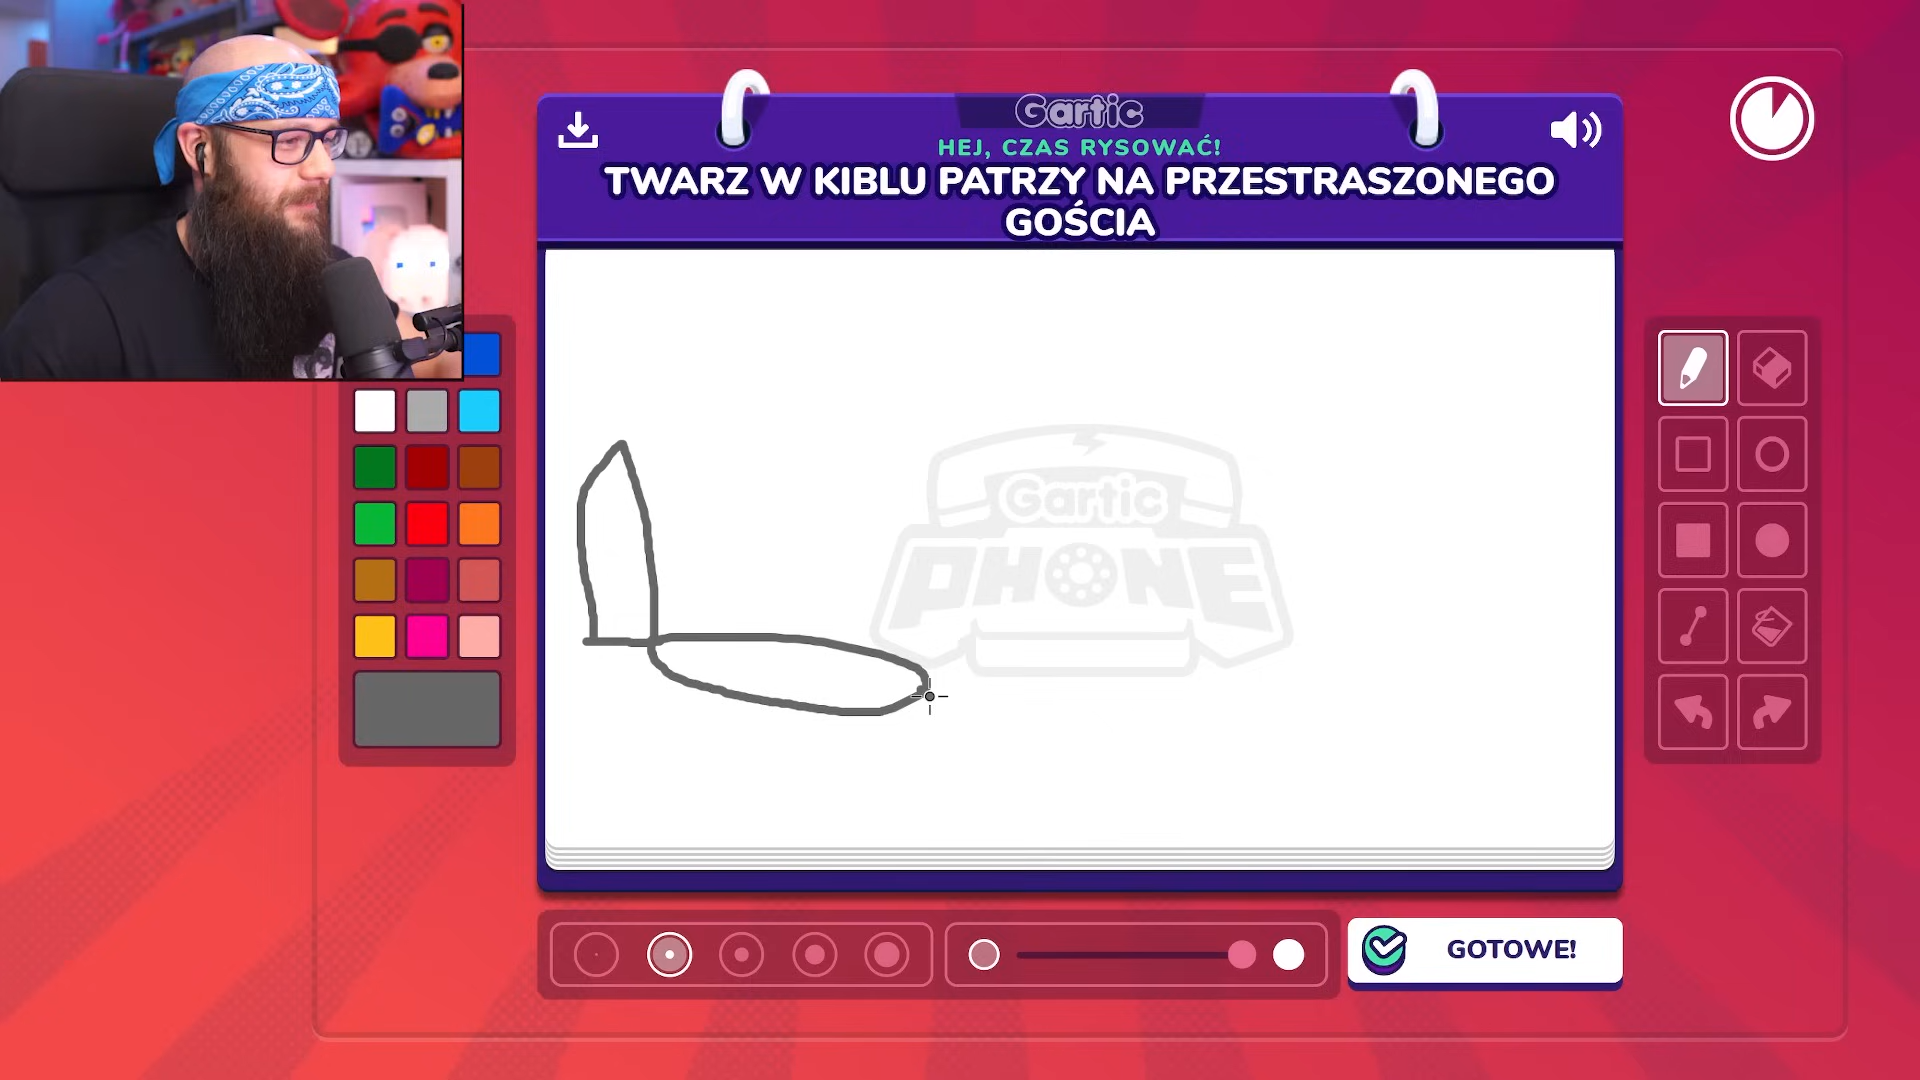 Gartic
HEJ, CZAS RYSOWAĆ!
TWARZ W KIBLU PATRZY NA PRZESTRASZONEGO
GOŚCIA
Gartic
PHONE
GOTOWE!